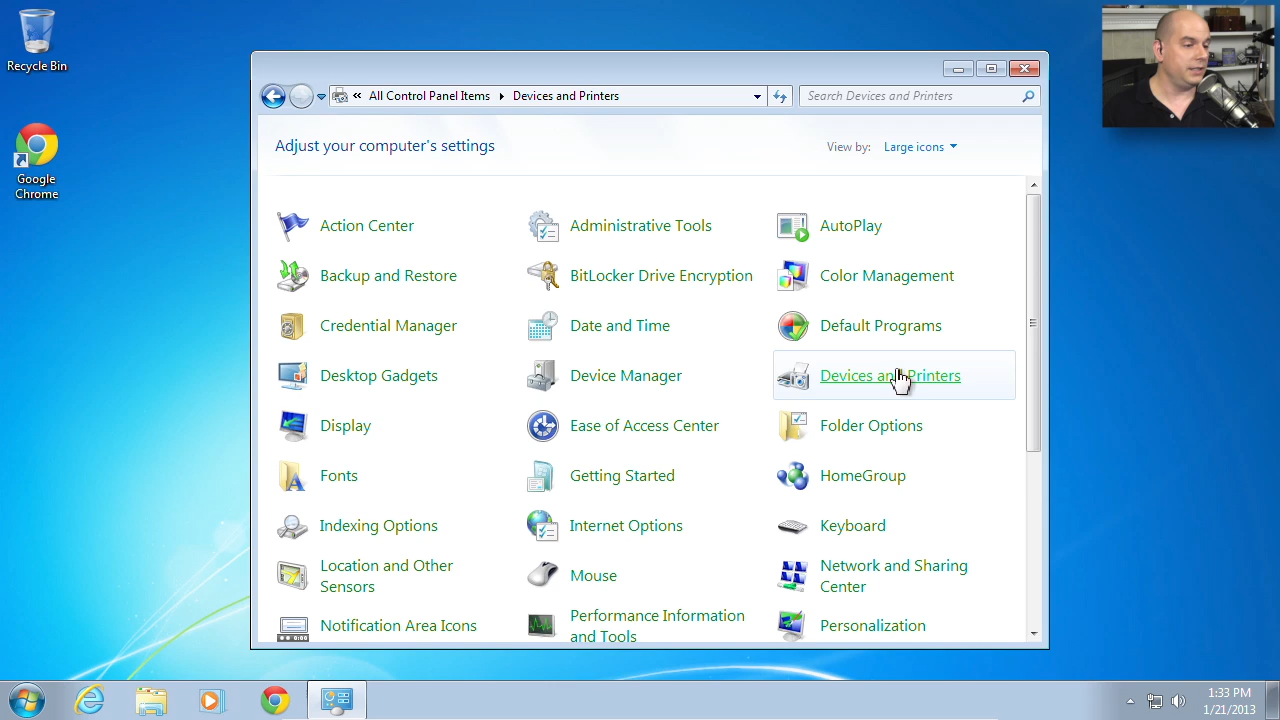 Recycle Bin
Google
Chrome
« All Control Panel Items Devices and Printers
Search Devices and Printers
Adjust your computer's settings
View by: Large icons
Action Center
Administrative Tools
AutoPlay
Backup and Restore
BitLocker Drive Encryption
Color Management
Credential Manager
Date and Time
Default Programs
Desktop Gadgets
Device Manager
Devices and Printers
Display
Ease of Access Center
Folder Options
Fonts
Getting Started
HomeGroup
Indexing Options
Internet Options
Keyboard
Location and Other
Sensors
Mouse
Network and Sharing
Center
Notification Area Icons
Performance Information
and Tools
Personalization
1:33 PM
1/21/2013